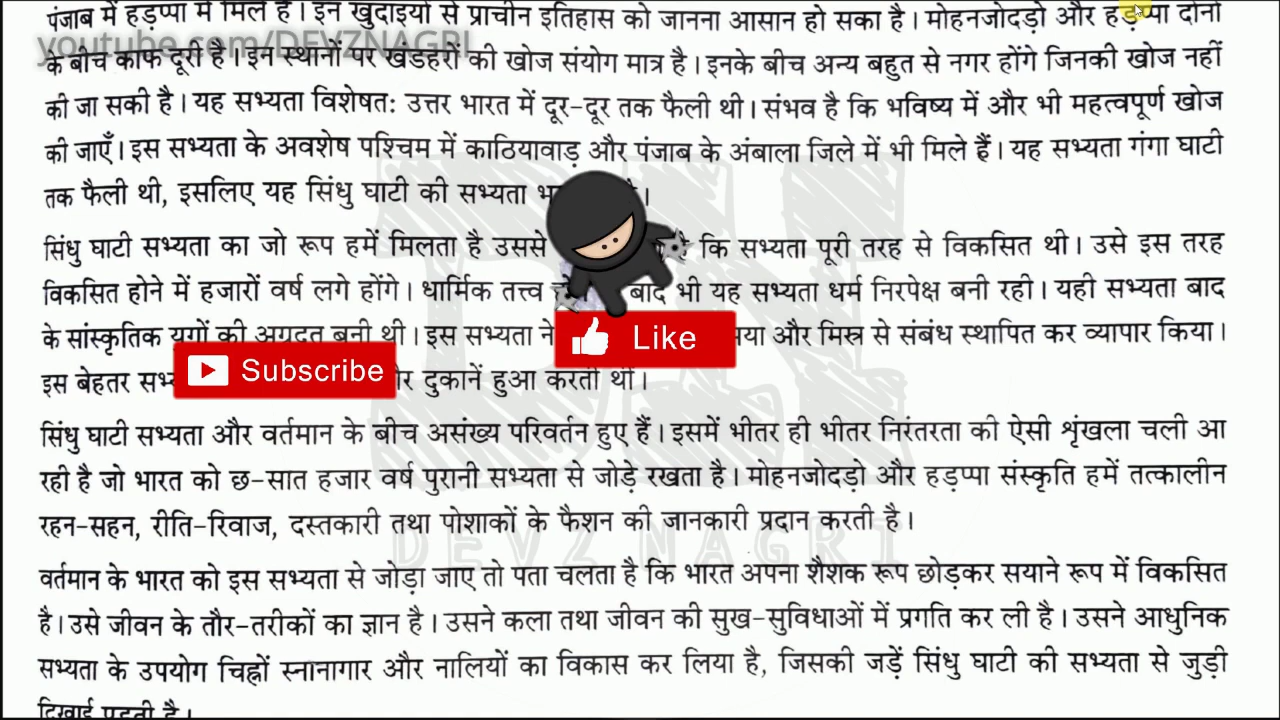 पंजाब में हड़प्पा में मिले हैं। इन खुदाइयों से प्राचीन इतिहास को जानना आसान हो सका है। मोहनजोदड़ो और हड़प्पा दोनों
youtube.com/DEVZNAGRI
के बीच काफ दूरी है। इन स्थानों पर खंडहरों की खोज संयोग मात्र है। इनके बीच अन्य बहुत से नगर होंगे जिनकी खोज नहीं
की जा सकी है। यह सभ्यता विशेषत: उत्तर भारत में दूर-दूर तक फैली थी। संभव है कि भविष्य में और भी महत्वपूर्ण खोज
की जाएँ। इस सभ्यता के अवशेष पश्चिम में काठियावाड़ और पंजाब के अंबाला जिले में भी मिले हैं। यह सभ्यता गंगा घाटी
तक फैली थी, इसलिए यह सिंधु घाटी की सभ्यता
सिंधु घाटी सभ्यता का जो रूप हमें मिलता है उससे कि सभ्यता पूरी तरह से विकसित थी। उसे इस तरह
विकसित होने में हजारों वर्ष लगे होंगे। धार्मिक तत्त्व बाद भी यह सभ्यता धर्म निरपेक्ष बनी रही। यही सभ्यता बाद
के सांस्कृतिक युगों की अग्रदूत बनी थी। इस सभ्यता ने और मिस्र से संबंध स्थापित कर व्यापार किया।
Like
इस बेहतर दुकानें हुआ करती थीं।
Subscribe
सिंधु घाटी सभ्यता और वर्तमान के बीच असंख्य परिवर्तन हुए हैं। इसमें भीतर ही भीतर निरंतरता की ऐसी शृंखला चली आ
रही है जो भारत को छ-सात हजार वर्ष पुरानी सभ्यता से जोड़े रखता है। मोहनजोदड़ो और हड़प्पा संस्कृति हमें तत्कालीन
रहन-सहन, रीति-रिवाज, दस्तकारी तथा पोशाकों के फैशन की जानकारी प्रदान करती है।
DEVZ NAGRI
वर्तमान के भारत को इस सभ्यता से जोड़ा जाए तो पता चलता है कि भारत अपना शैशक रूप छोड़कर सयाने रूप में विकसित
है। उसे जीवन के तौर-तरीकों का ज्ञान है। उसने कला तथा जीवन की सुख-सुविधाओं में प्रगति कर ली है। उसने आधुनिक
सभ्यता के उपयोग चिह्नों स्नानागार और नालियों का विकास कर लिया है, जिसकी जड़ें सिंधु घाटी की सभ्यता से जुड़ी
दिखाई पड़ती है।